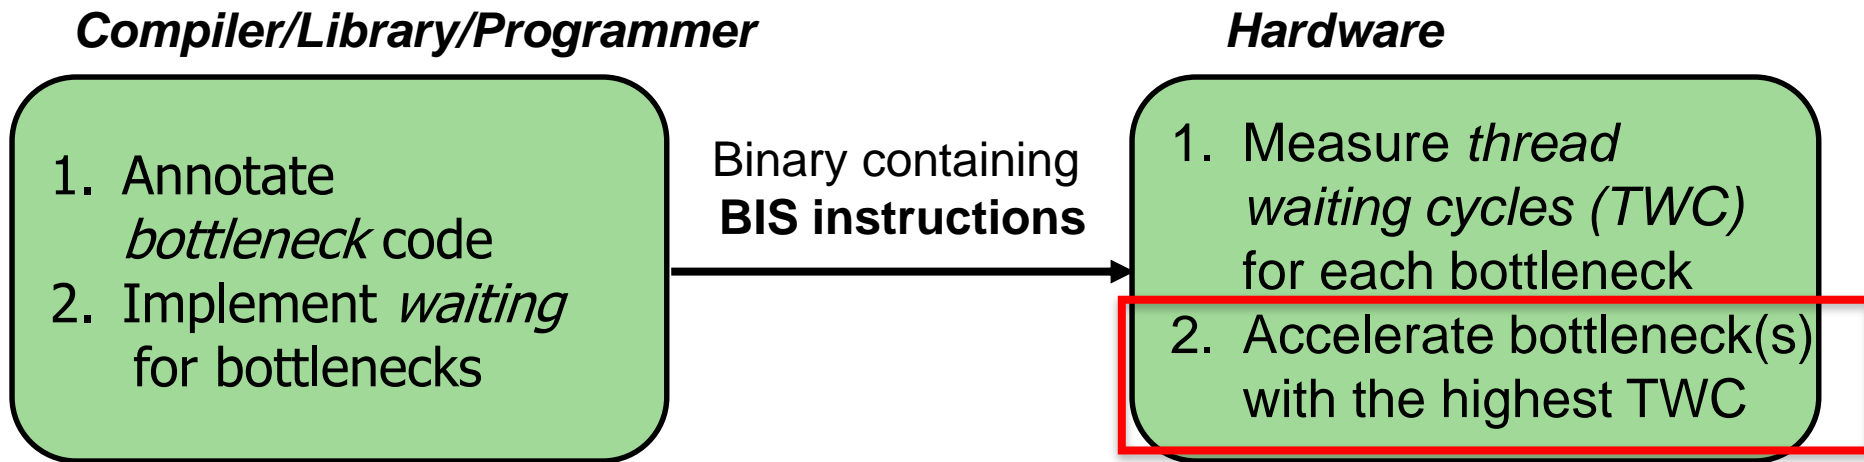 Compiler/Library/Programmer
1. Annotate
bottleneck code
2. Implement waiting
for bottlenecks
Binary containing
BIS instructions
Hardware
1. Measure thread
waiting cycles (TWC)
for each bottleneck
2. Accelerate bottleneck(s)
with the highest TWC